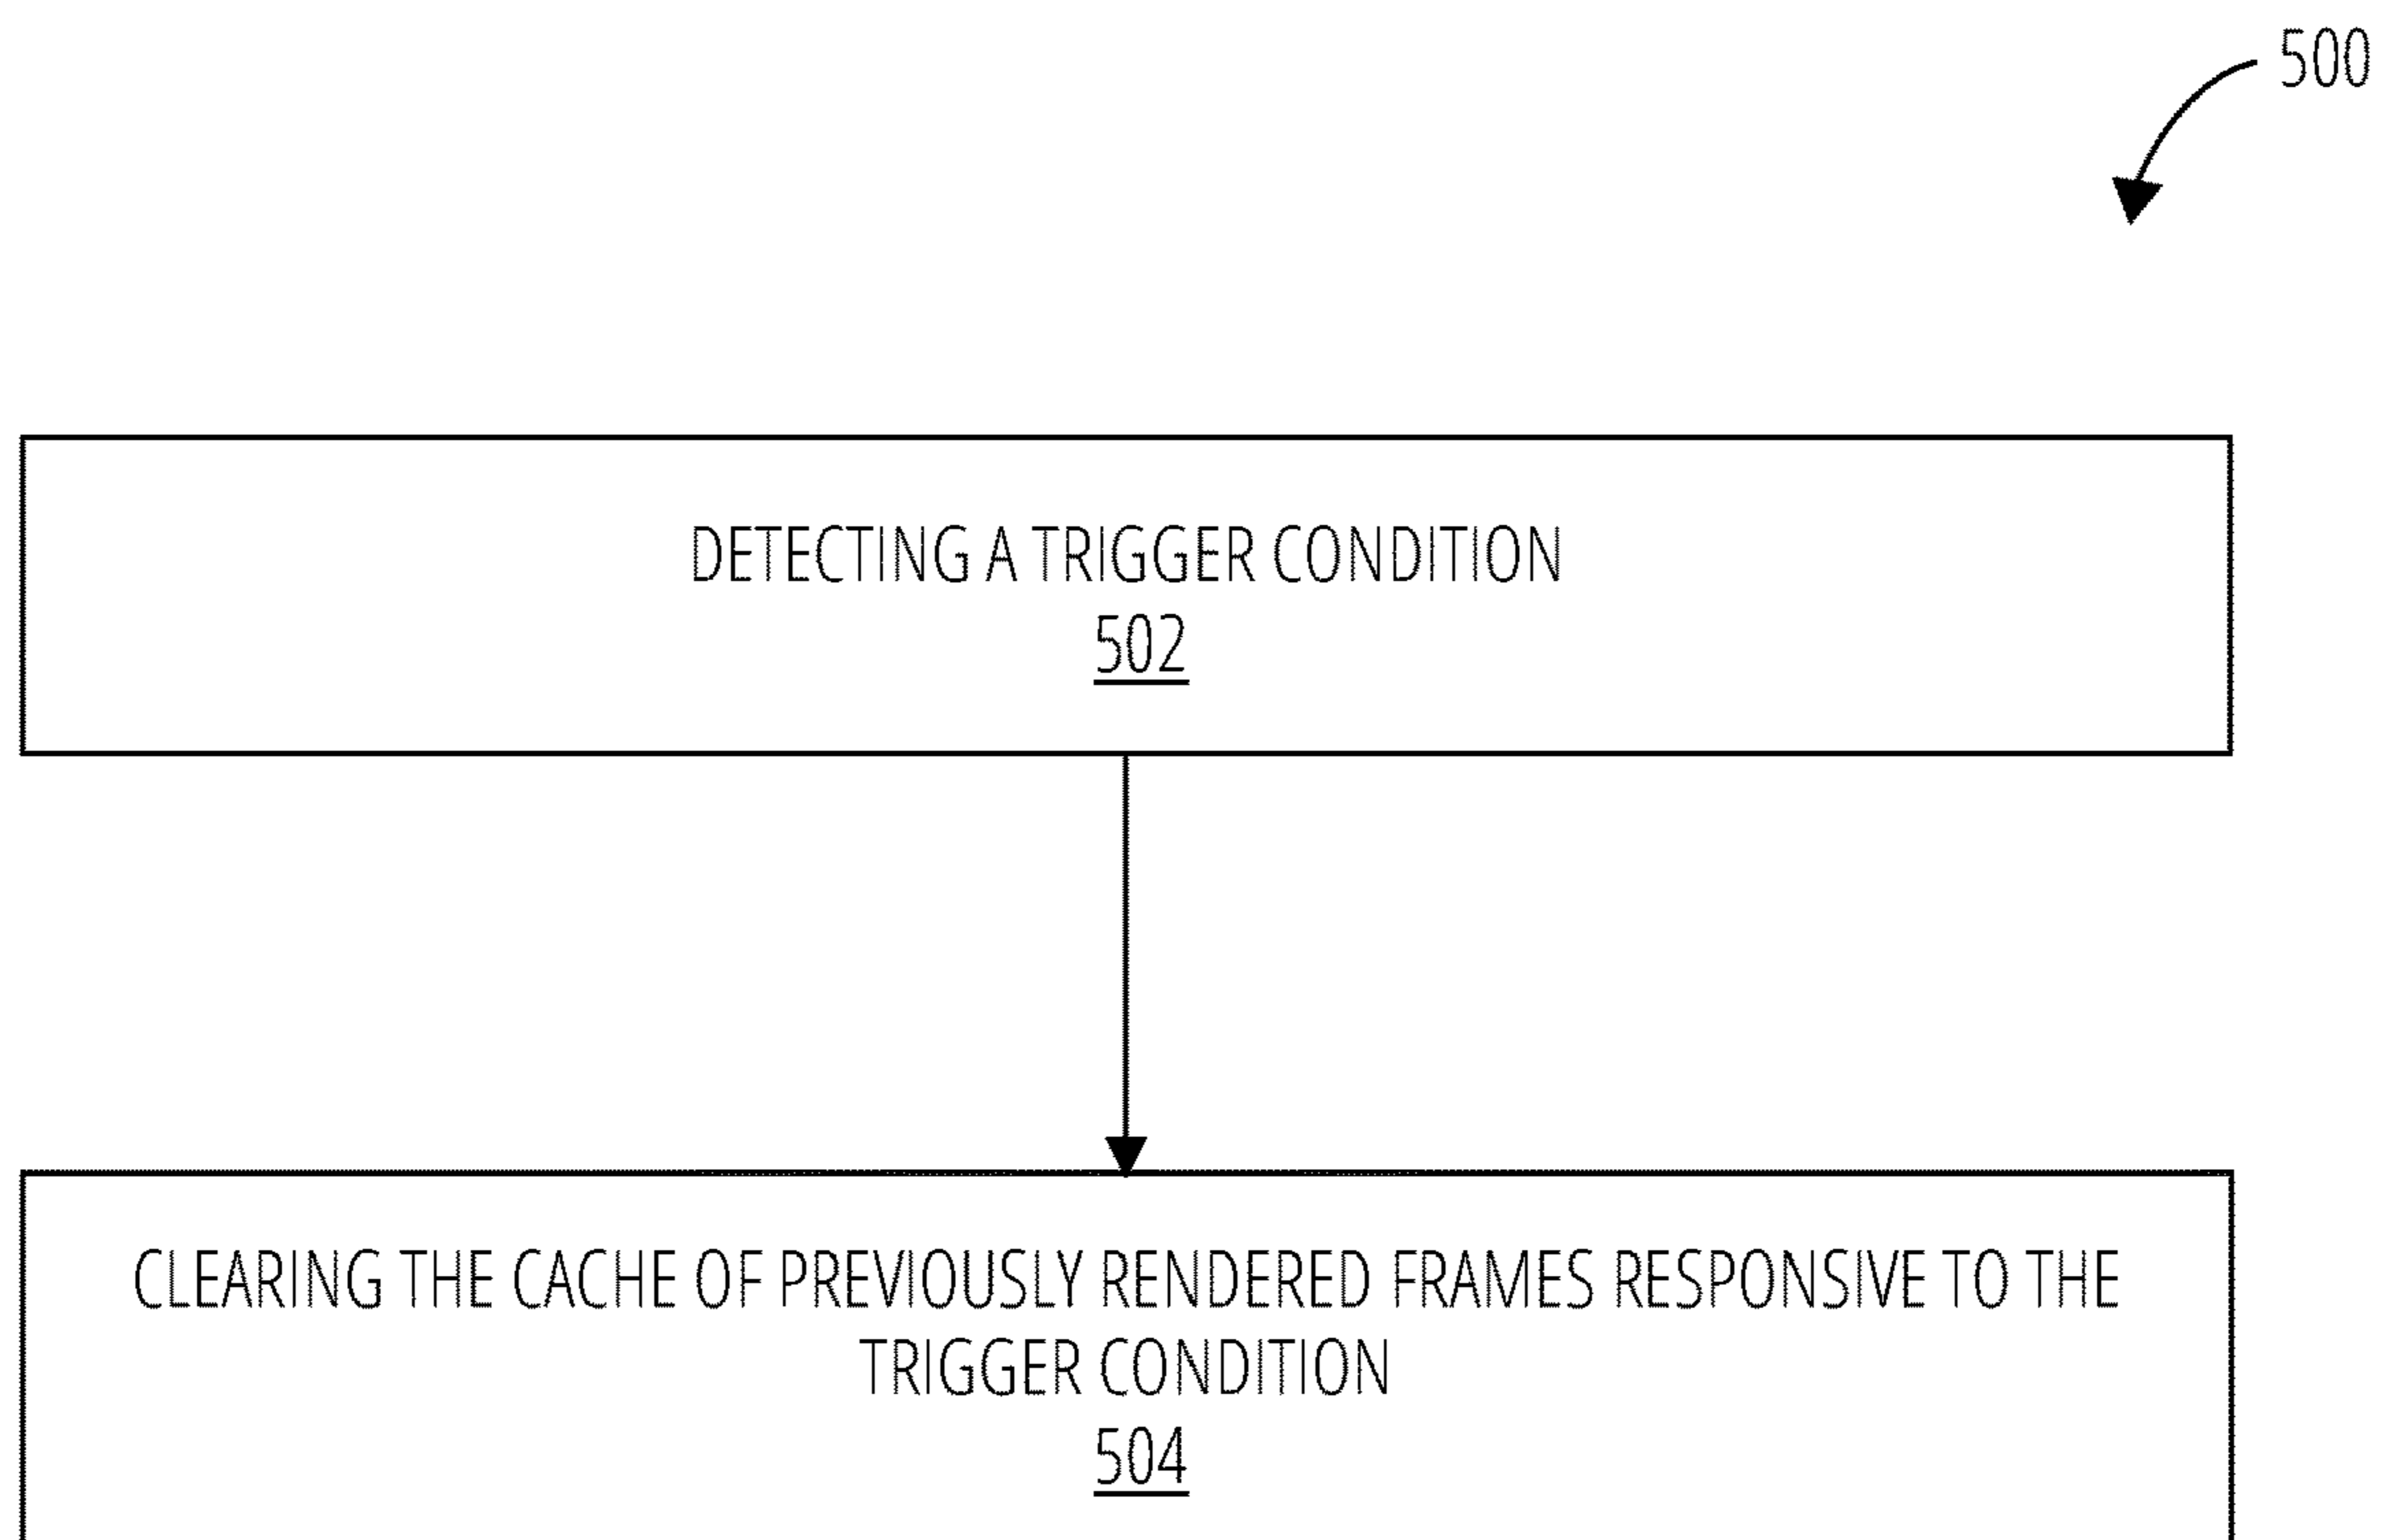 500
DETECTING A TRIGGER CONDITION
502
CLEARING THE CACHE OF PREVIOUSLY RENDERED FRAMES RESPONSIVE TO THE
TRIGGER CONDITION
504